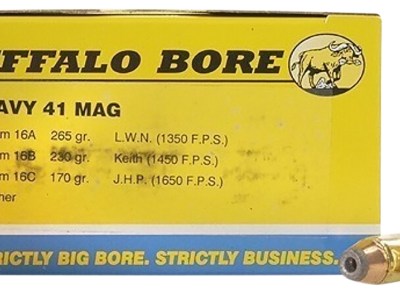 FFALO BORE
AVY 41 MAG
m 16A 265 gr. L.W.N. (1350 F.P.S.)
m 16B 230 gr. Keith (1450 F.P.S.)
m 16C 170 gr. J.H.P. (1650 F.P.S.)
her
RICTLY BIG BORE. STRICTLY BUSINESS.